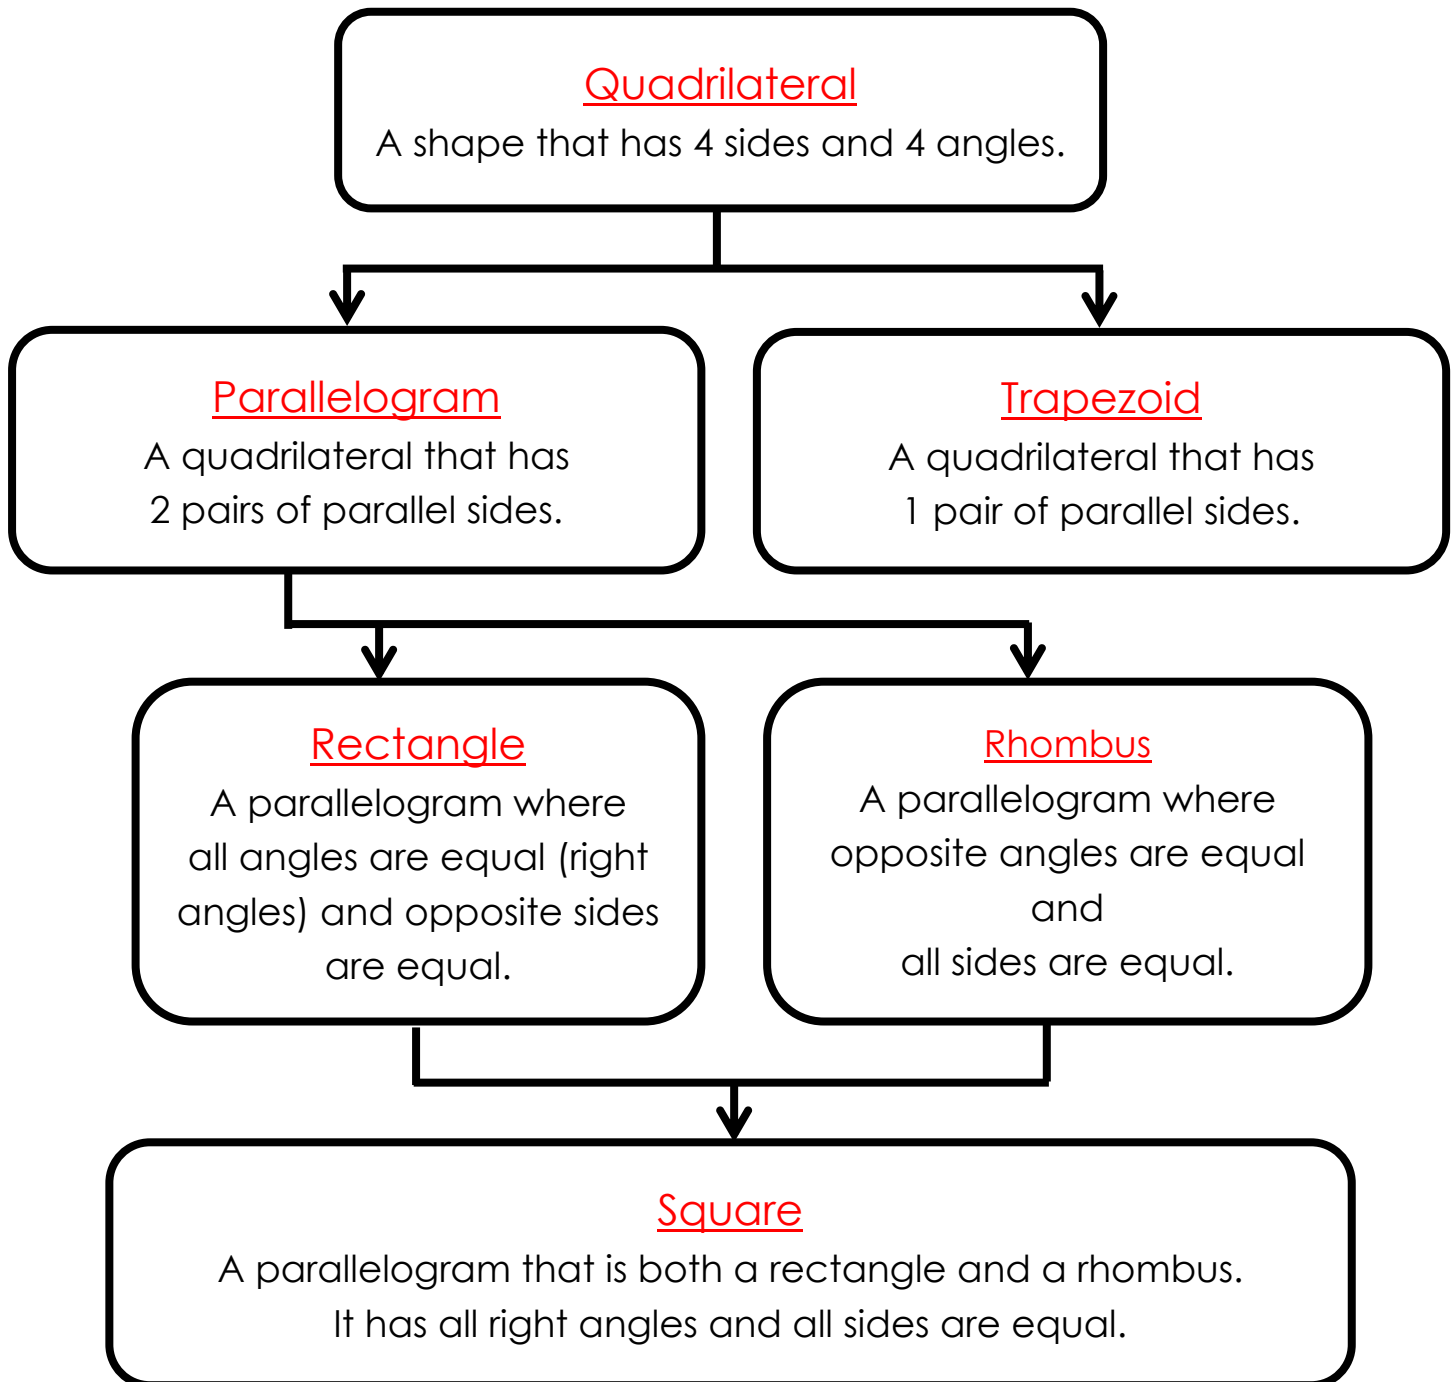 Quadrilateral
A shape that has 4 sides and 4 angles.
Parallelogram
A quadrilateral that has
2 pairs of parallel sides.
Trapezoid
A quadrilateral that has
1 pair of parallel sides.
Rectangle
A parallelogram where
all angles are equal (right
angles) and opposite sides
are equal.
Rhombus
A parallelogram where
opposite angles are equal
and
all sides are equal.
Square
A parallelogram that is both a rectangle and a rhombus.
It has all right angles and all sides are equal.